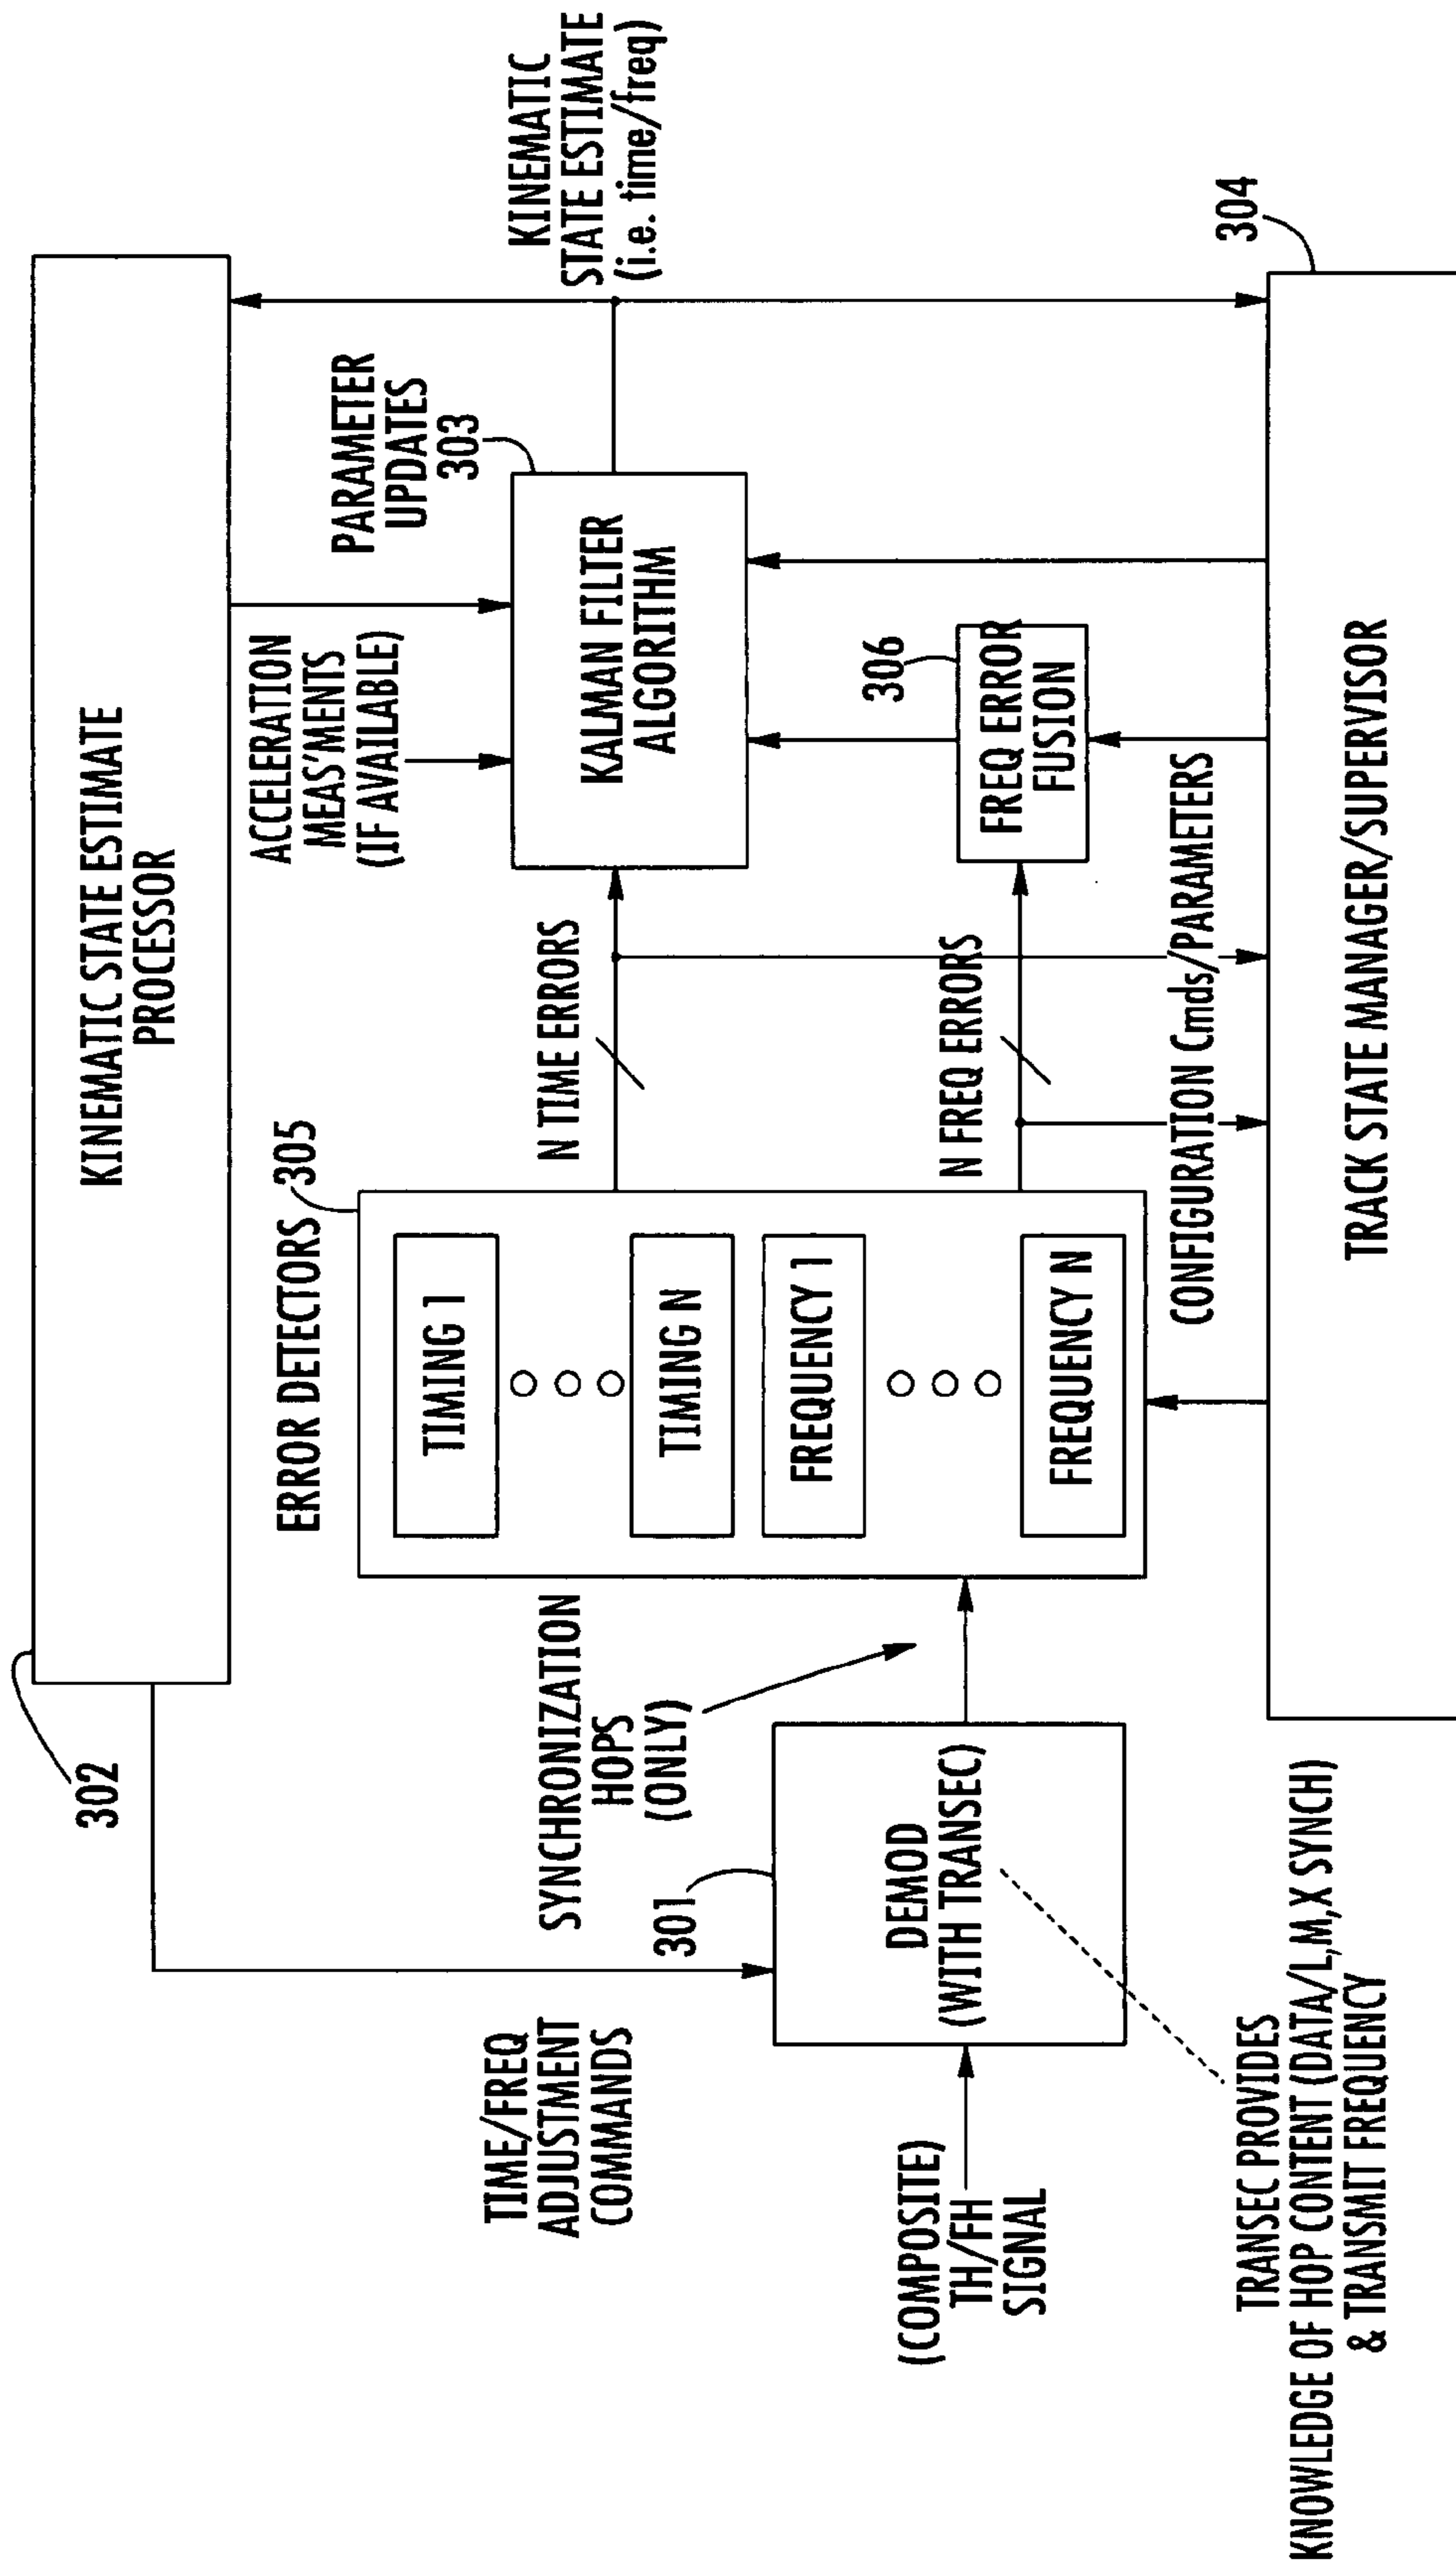 302
KINEMATIC STATE ESTIMATE
PROCESSOR
TIME/FREQ
ADJUSTMENT
COMMANDS
(COMPOSITE)
TH/FH
SIGNAL
301
DEMOD
(WITH TRANSEC)
TRANSEC PROVIDES
KNOWLEDGE OF HOP CONTENT (DATA/L,M,X SYNCH)
& TRANSMIT FREQUENCY
SYNCHRONIZATION
HOPS
(ONLY)
ERROR DETECTORS
305
TIMING 1
TIMING N
FREQUENCY 1
FREQUENCY N
N TIME ERRORS
N FREQ ERRORS
CONFIGURATION Cmds/PARAMETERS
ACCELERATION
MEAS'MENTS
(IF AVAILABLE)
PARAMETER
UPDATES
303
KALMAN FILTER
ALGORITHM
306
FREQ ERROR
FUSION
KINEMATIC
STATE ESTIMATE
(i.e. time/freq)
304
TRACK STATE MANAGER/SUPERVISOR